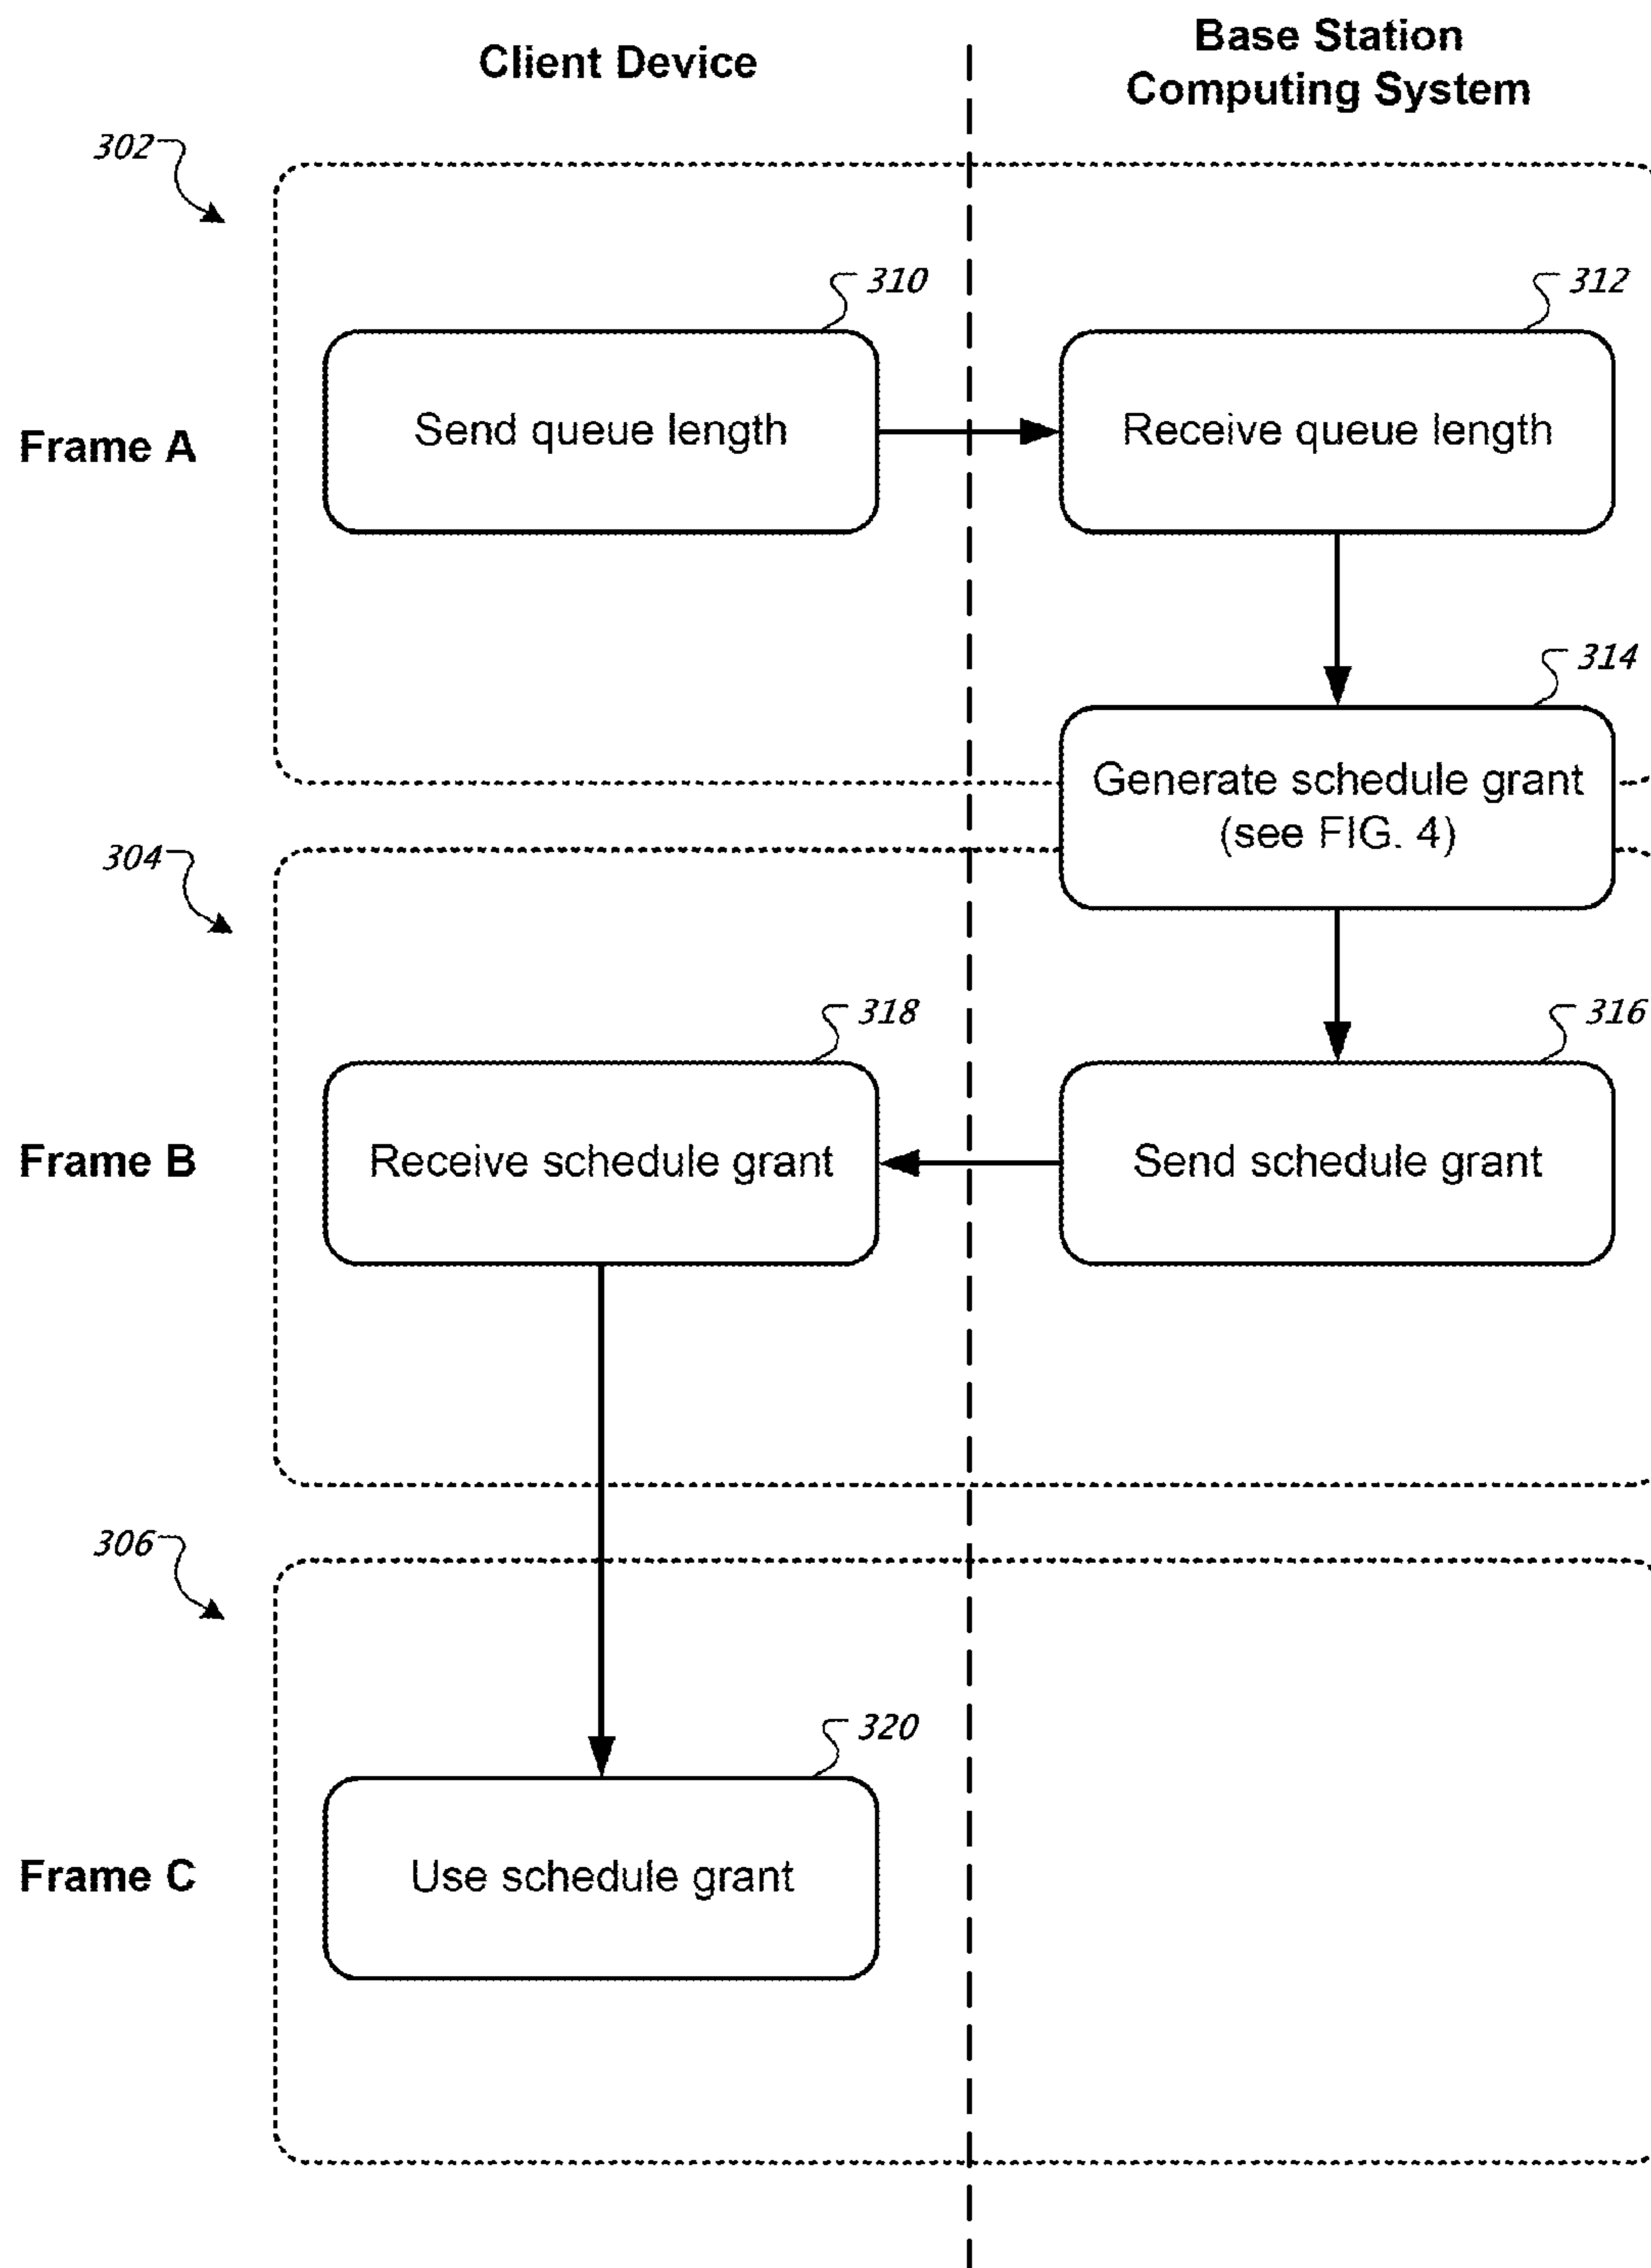 Client Device
Base Station
Computing System
302
310
312
Frame A
Send queue length
Receive queue length
314
Generate schedule grant
(see FIG. 4)
304
318
316
Frame B
Receive schedule grant
Send schedule grant
306
320
Frame C
Use schedule grant